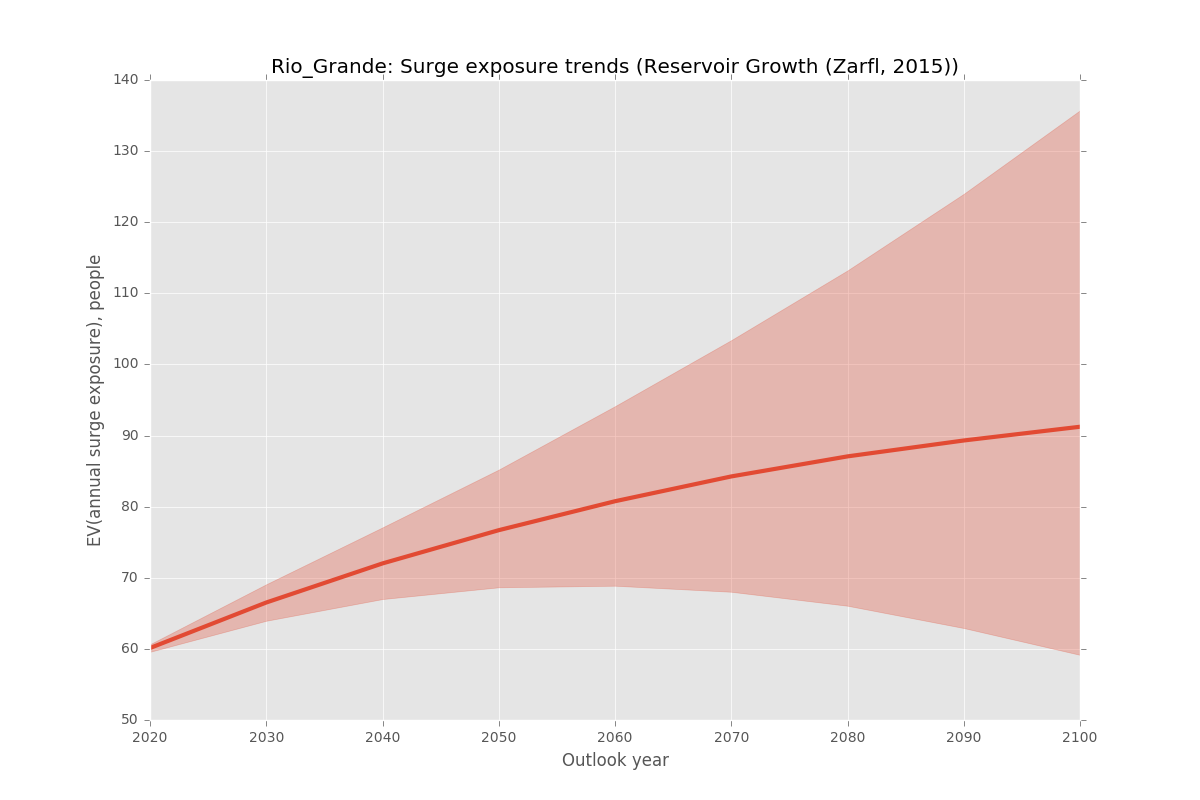 Rio_Grande: Surge exposure trends (Reservoir Growth (Zarfl, 2015))
140
130
120
110
100
90
80
70
60
50
EV(annual surge exposure), people
2020 2030 2040 2050 2060 2070 2080 2090 2100
Outlook year